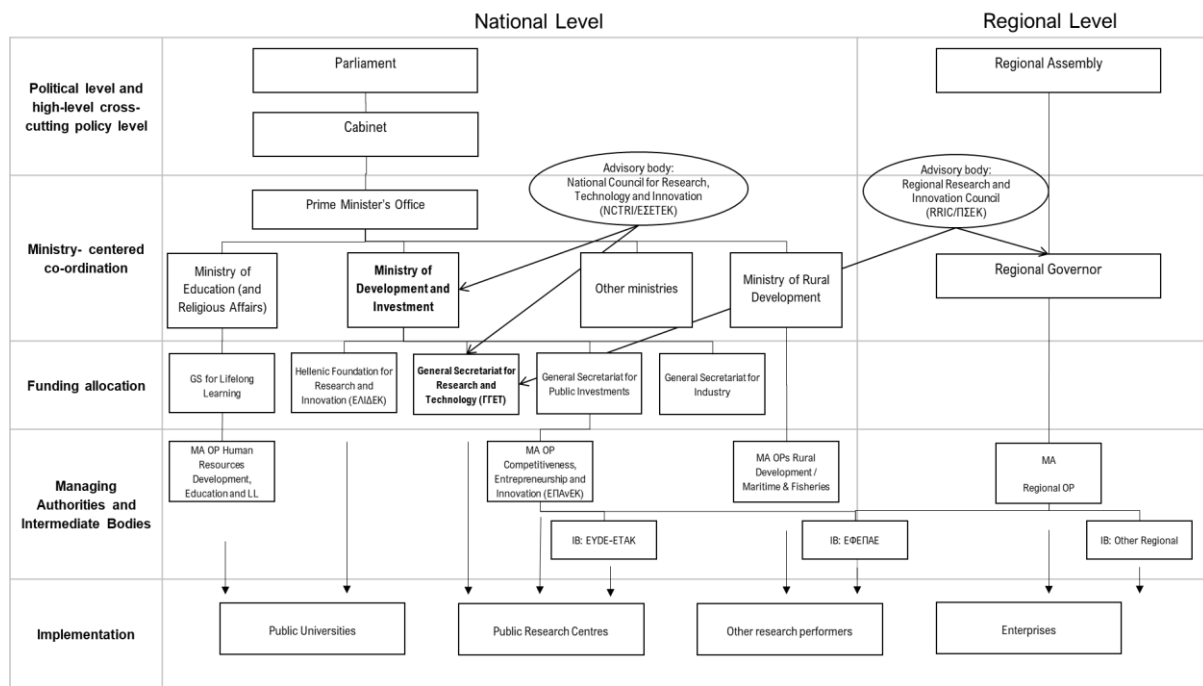 National Level
Regional Level
Political level and
high-level cross-
cutting policy level
Parliament
Cabinet
Regional Assembly
Advisory body:
National Council for Research,
Technology and Innovation
(NCTRI/ΕΣΕΤΕΚ)
Advisory body:
Regional Research and
Innovation Council
(RRIC/ΠΣΕΚ)
Ministry- centered
co-ordination
Prime Minister's Office
Ministry of
Education (and
Religious Affairs)
Ministry of
Development and
Investment
Other ministries
Ministry of Rural
Development
Regional Governor
Funding allocation
GS for Lifelong
Learning
Hellenic Foundation for
Research and
Innovation (ΕΛΙΔΕΚ)
General Secretariat for
Research and
Technology (ΓΓΕΤ)
General Secretariat for
Public Investments
General Secretariat for
Industry
Managing
Authorities and
Intermediate Bodies
MA OP Human
Resources
Development,
Education and LL
MA OP
Competitiveness,
Entrepreneurship and
Innovation (ΕΠΑνΕΚ)
MA OPs Rural
Development /
Maritime & Fisheries
MA
Regional OP
IB: EYDE-ETAK
IB: ΕΦΕΠΑΕ
IB: Other Regional
Implementation
Public Universities
Public Research Centres
Other research performers
Enterprises